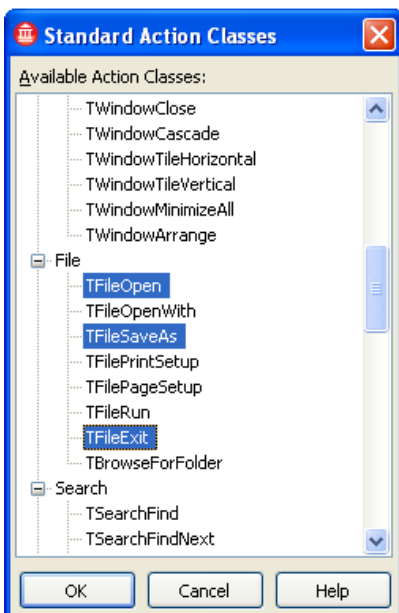 Standard Action Classes
Available Action Classes:
TWindowClose
TWindowCascade
TWindowTileHorizontal
TWindowTileVertical
TWindowMinimizeAll
TWindowArrange
File
TFileOpen
TFileOpenWith
TFileSaveAs
TFilePrintSetup
TFilePageSetup
TFileRun
TFileExit
TBrowseForFolder
Search
TSearchFind
TSearchFindNext
OK Cancel Help